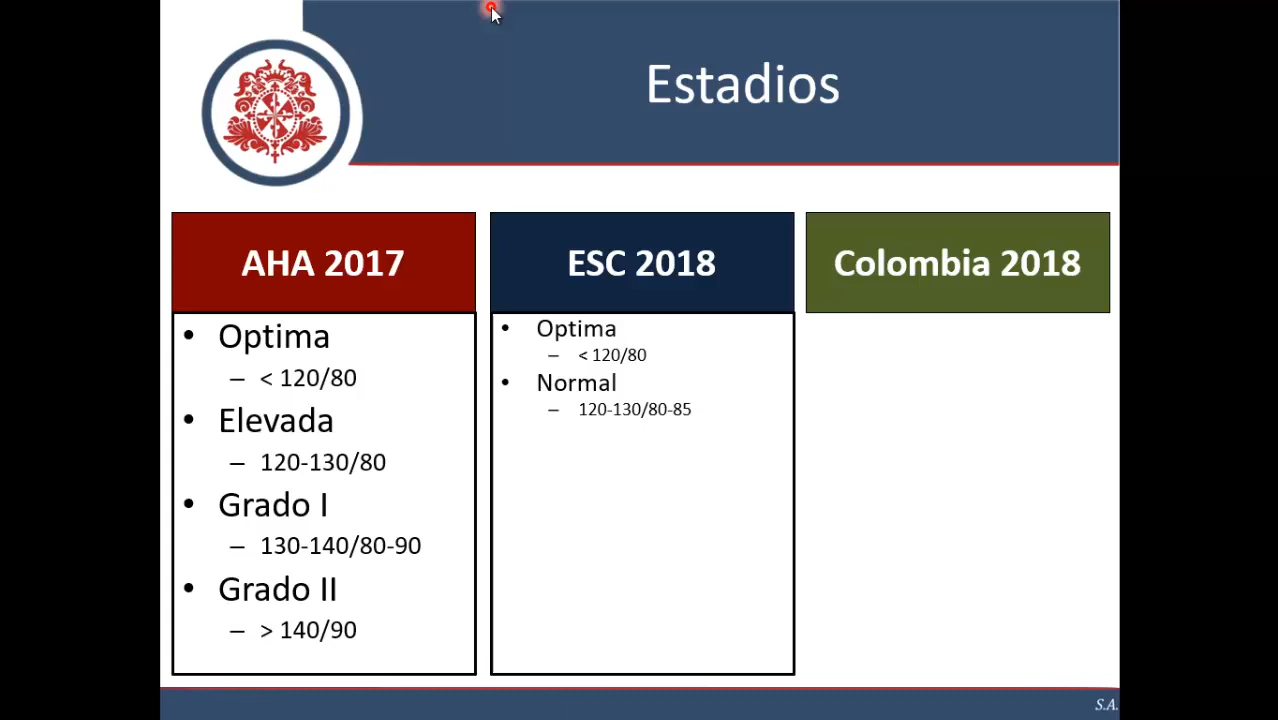 Estadios
AHA 2017
• Optima
– < 120/80
• Elevada
– 120-130/80
• Grado I
– 130-140/80-90
• Grado II
– > 140/90
ESC 2018
• Optima
– < 120/80
• Normal
– 120-130/80-85
Colombia 2018
S.A.